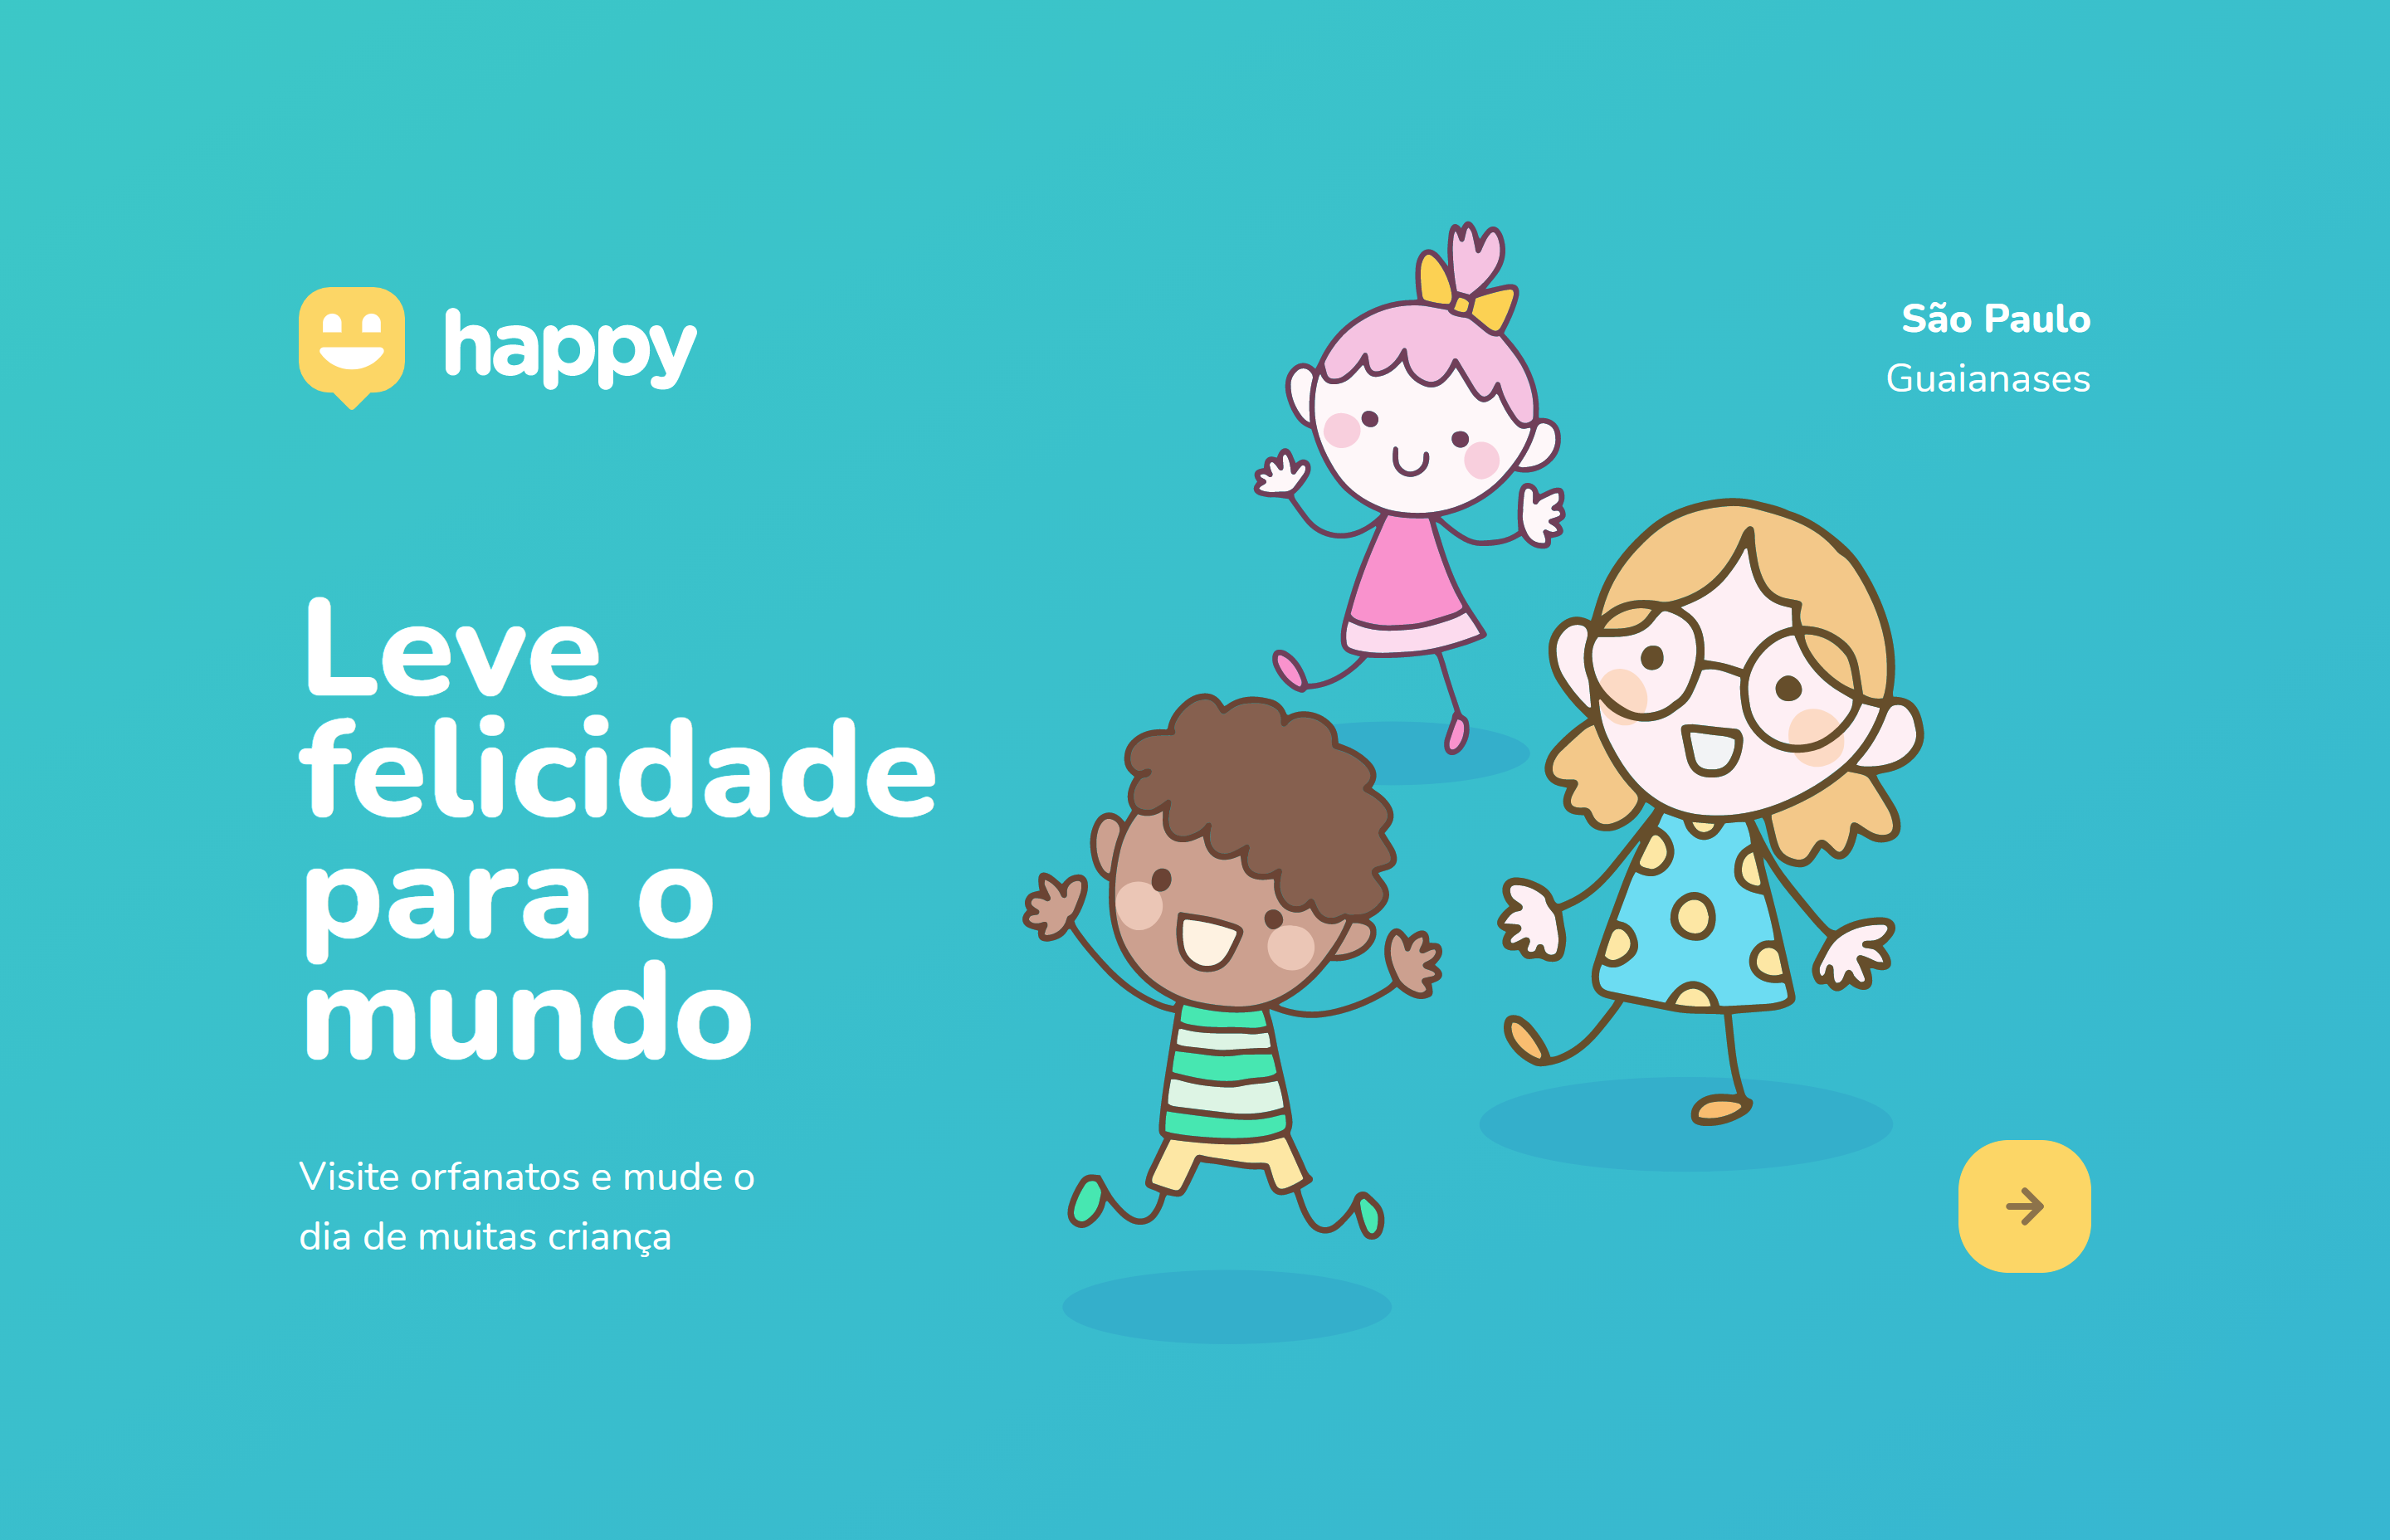 happy
São Paulo
Guaianases
Leve
felicidade
para o
mundo
Visite orfanatos e mude o
dia de muitas criança